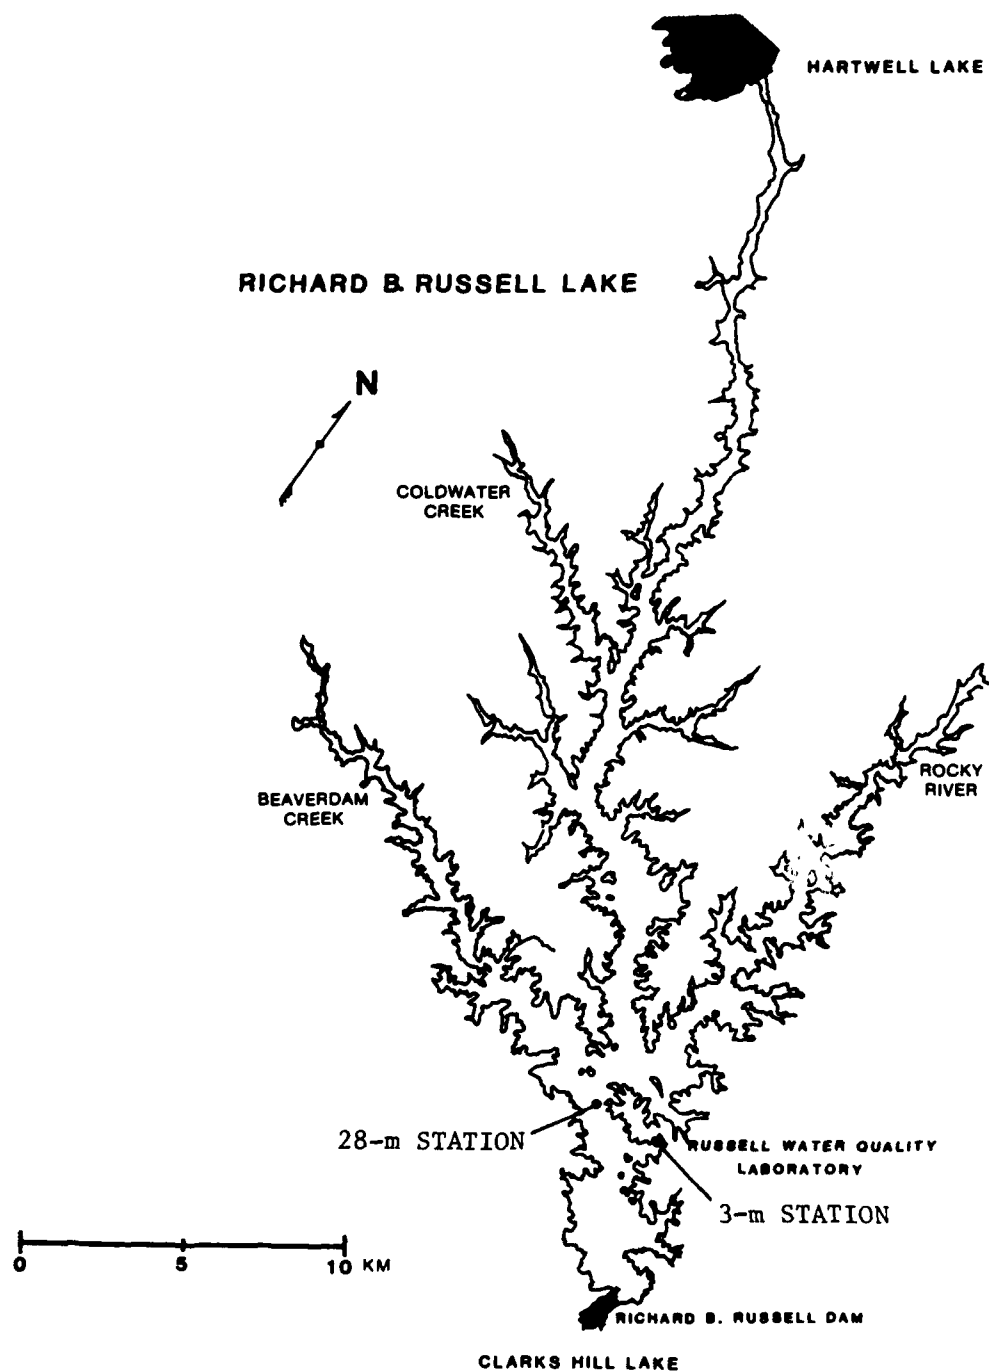 HARTWELL LAKE
RICHARD B. RUSSELL LAKE
N
COLDWATER
CREEK
ROCKY
RIVER
BEAVERDAM
CREEK
28-m STATION
RUSSELL WATER QUALITY
LABORATORY
3-m STATION
0 5 10 KM
RICHARD B. RUSSELL DAM
CLARKS HILL LAKE